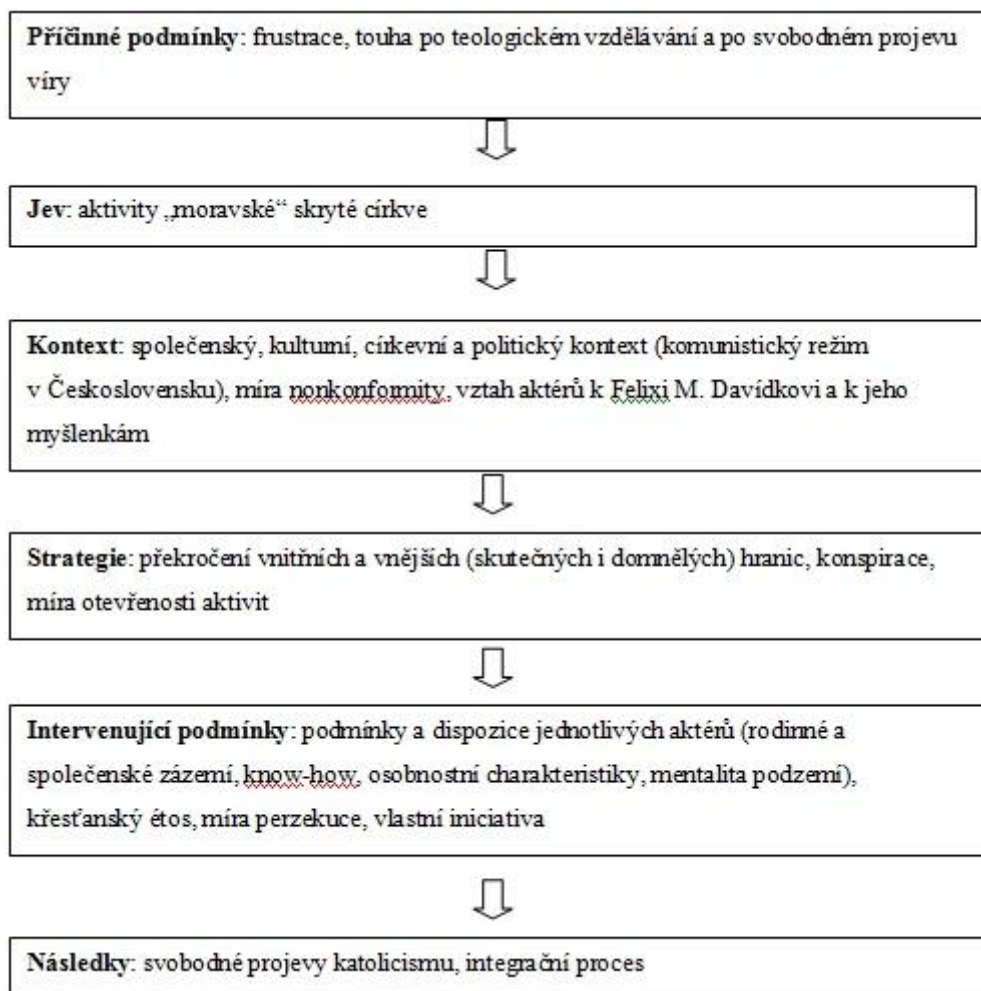 Příčinné podmínky: frustrace, touha po teologickém vzdělávání a po svobodném projevu
víry
Jev: aktivity „moravské“ skryté církve
Kontext: společenský, kulturní, církevní a politický kontext (komunistický režim
v Československu), míra nonkonformity, vztah aktérů k Felixi M. Davídkovi a k jeho
myšlenkám
Strategie: překročení vnitřních a vnějších (skutečných i domnělých) hranic, konspirace,
míra otevřenosti aktivit
Intervenující podmínky: podmínky a dispozice jednotlivých aktérů (rodinné a
společenské zázemí, know-how, osobnostní charakteristiky, mentalita podzemí),
křesťanský étos, míra perzekuce, vlastní iniciativa
Následky: svobodné projevy katolicismu, integrační proces